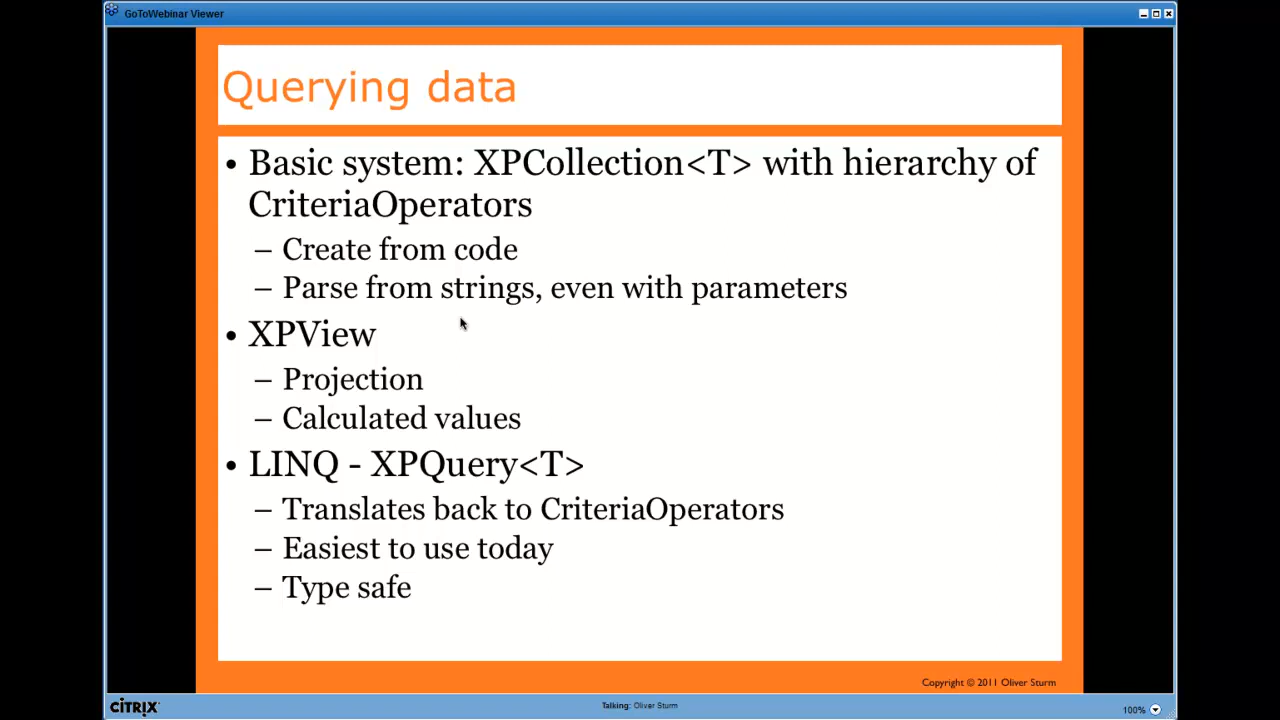 GoToWebinar Viewer
Querying data
• Basic system: XPCollection<T> with hierarchy of
CriteriaOperators
– Create from code
– Parse from strings, even with parameters
• XPView
– Projection
– Calculated values
• LINQ - XPQuery<T>
– Translates back to CriteriaOperators
– Easiest to use today
– Type safe
Copyright © 2011 Oliver Sturm
CITRIX
Talking: Oliver Sturm
100%